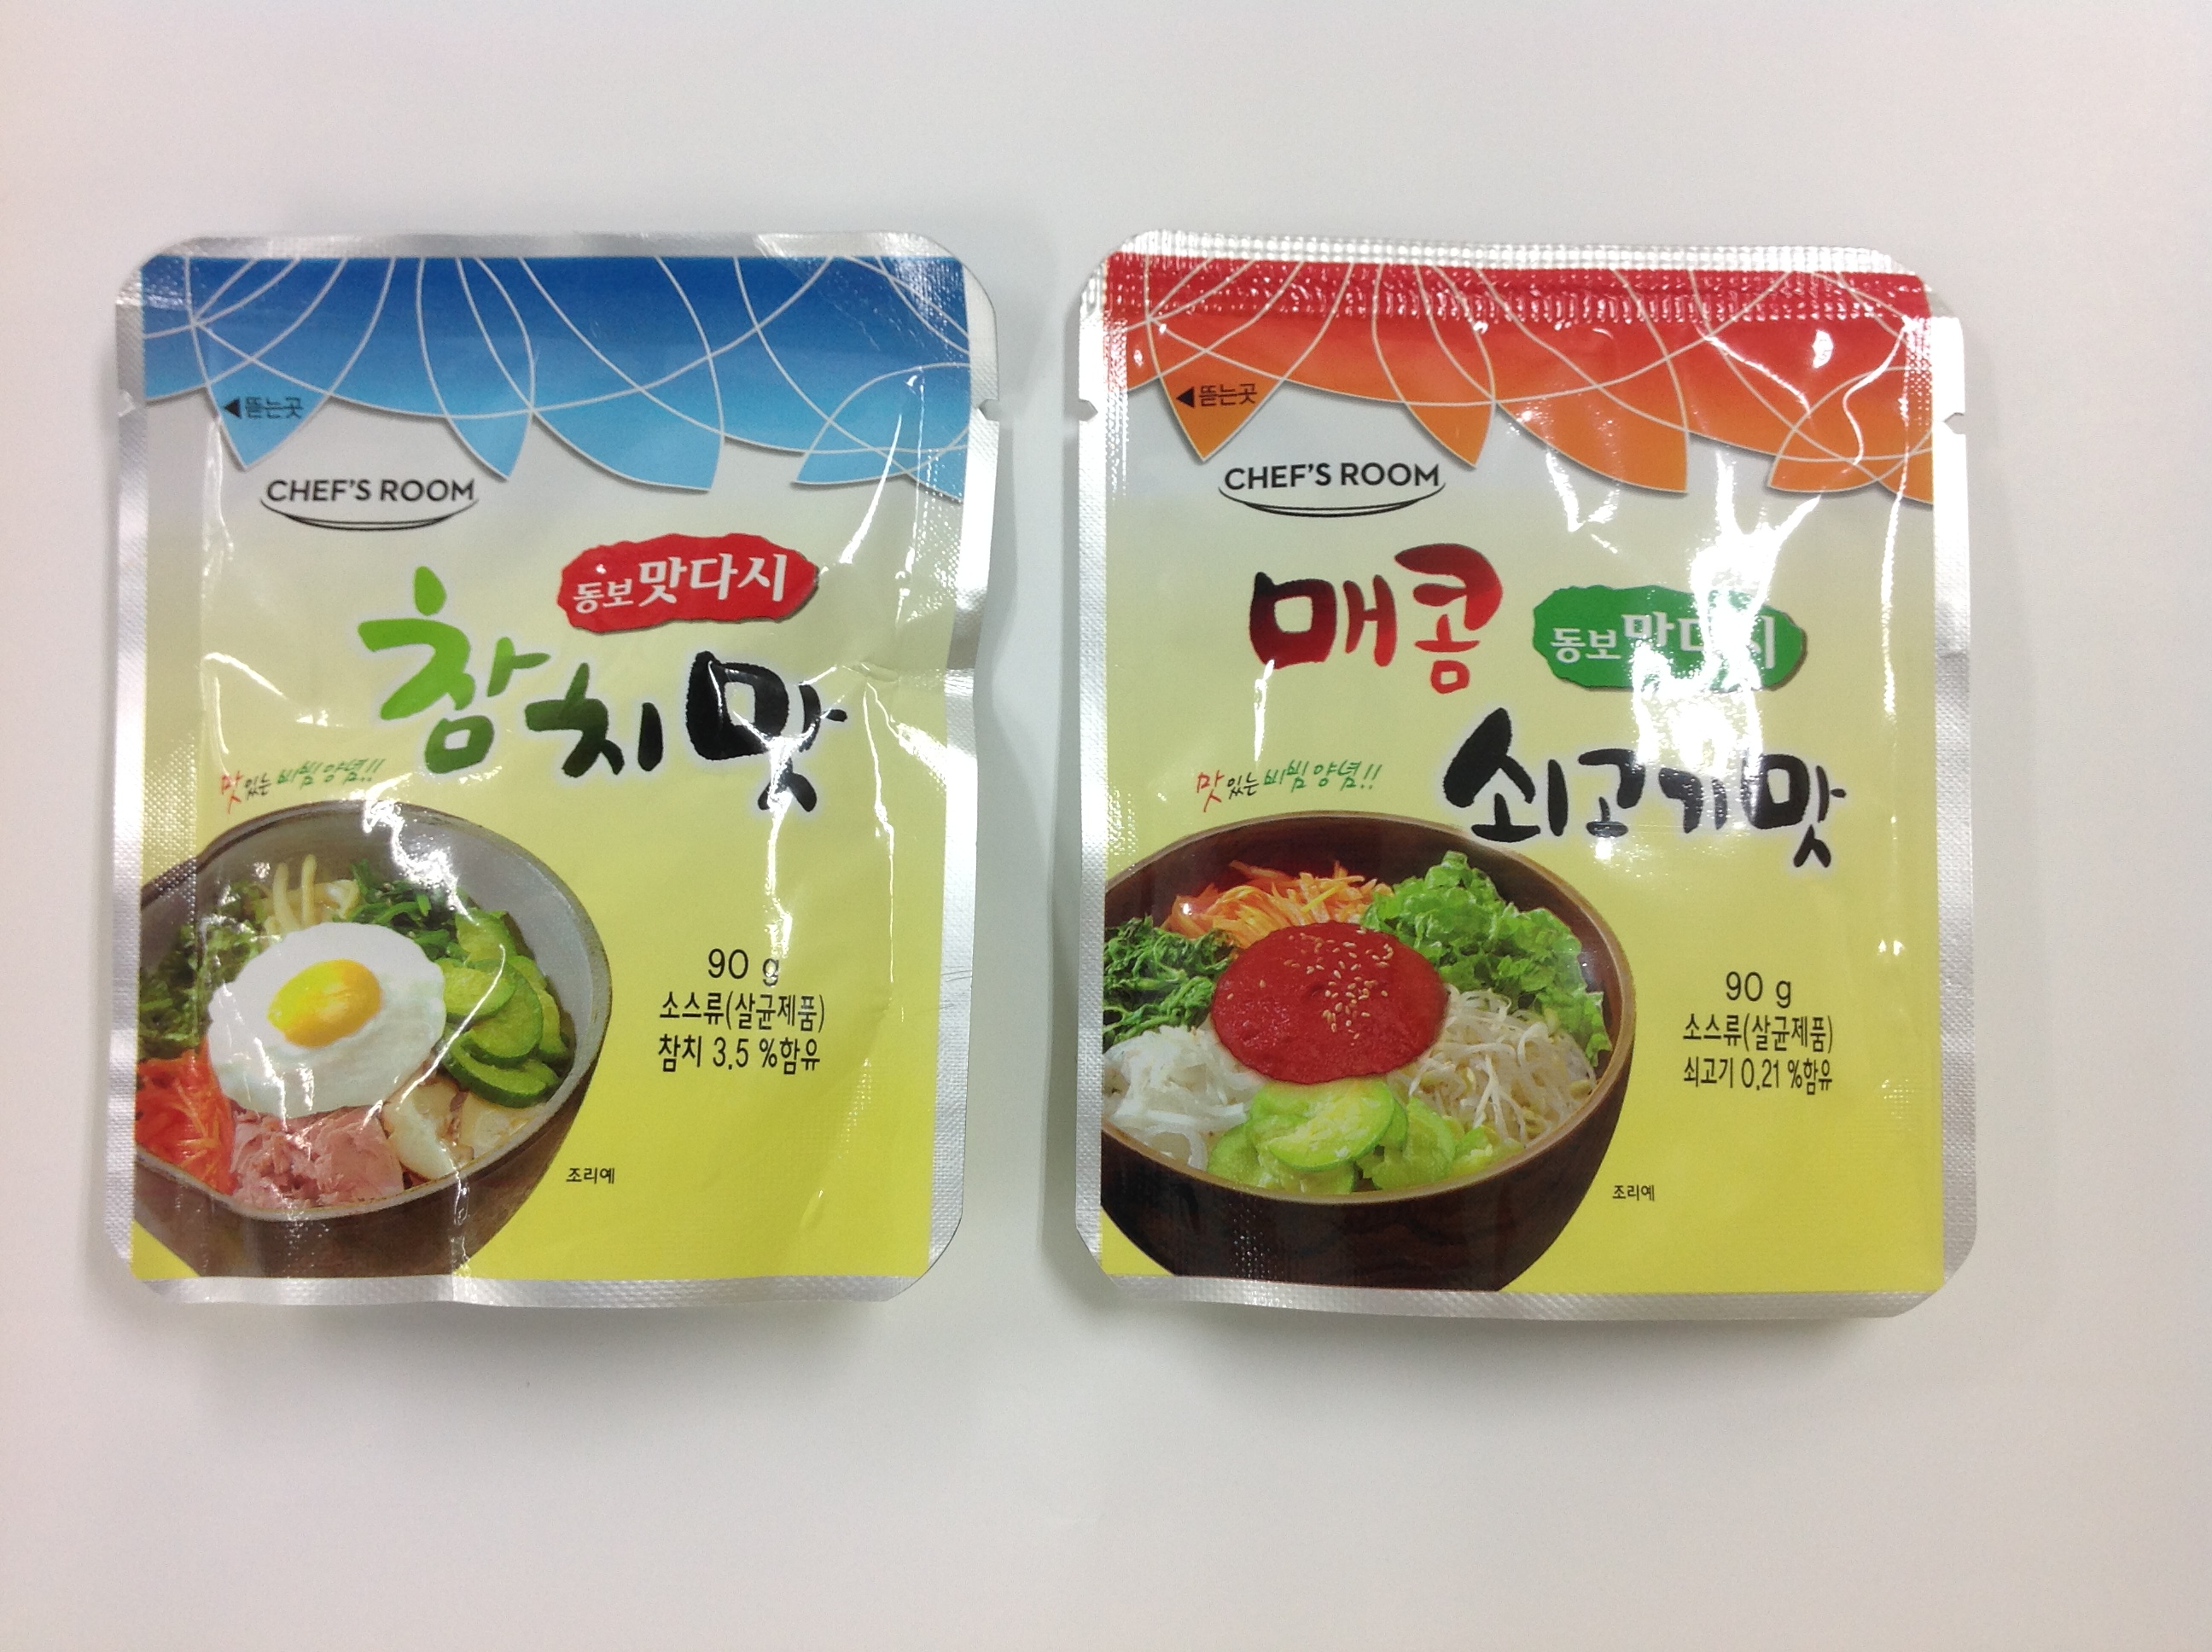 ◀뜯는곳
CHEF'S ROOM
동보맛다시
참치맛
맛있는 비빔양념!!
90 g
소스류(살균제품)
참치 3.5 %함유
조리예
◀뜯는곳
CHEF'S ROOM
매콤
동보맛다시
쇠고기맛
맛있는 비빔양념!!
90 g
소스류(살균제품)
쇠고기 0.21 %함유
조리예